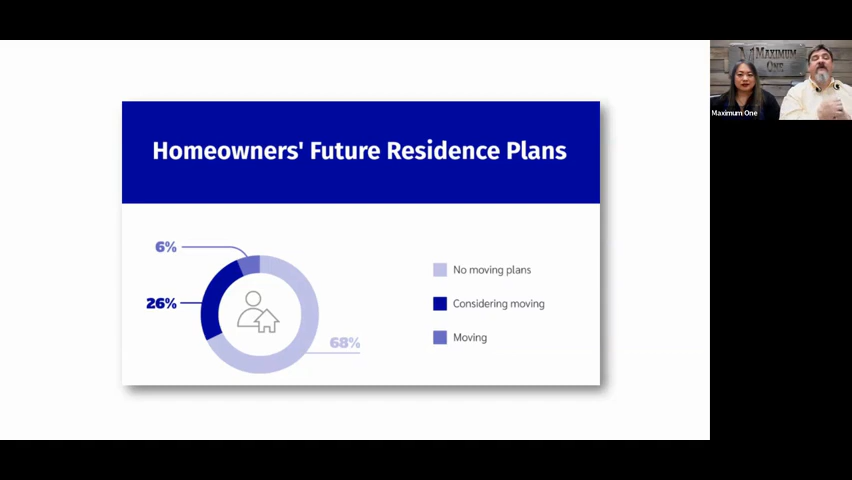 Homeowners' Future Residence Plans
6%
26%
68%
No moving plans
Considering moving
Moving
MAXIMUM
ONE
Maximum One